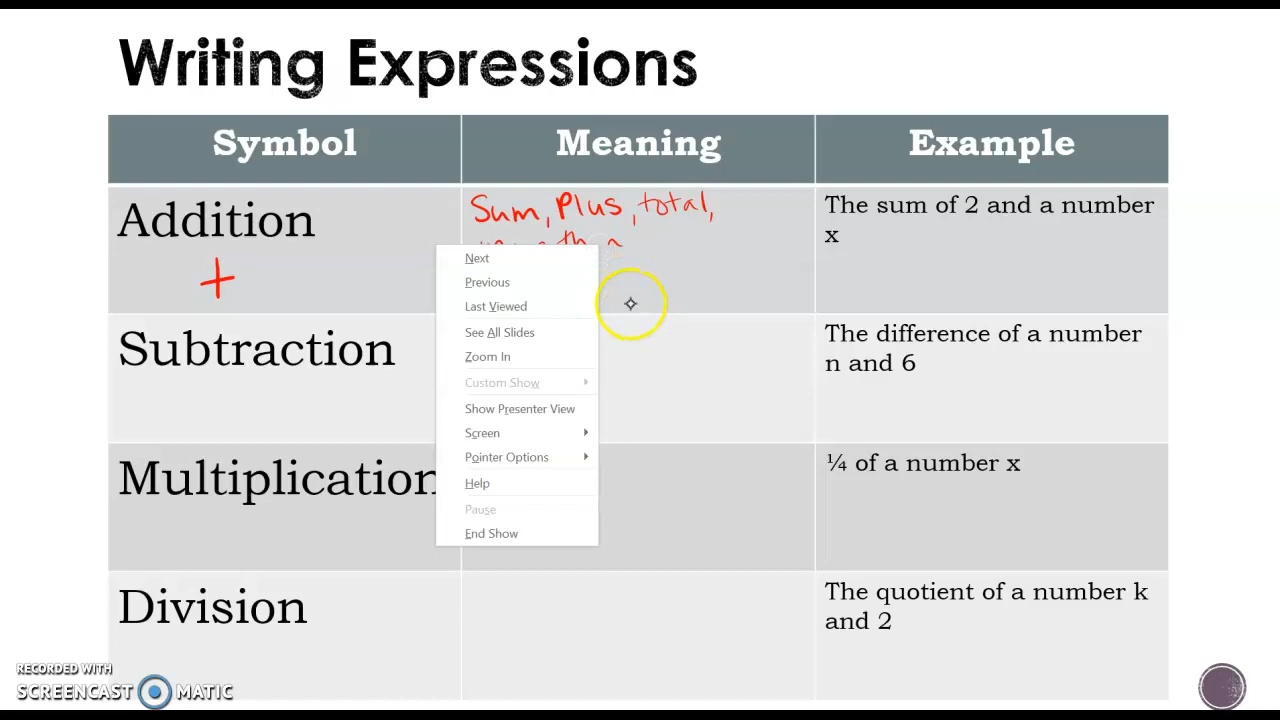 Writing Expressions
Symbol Meaning Example
Addition
+
Sum, Plus, total,
The sum of 2 and a number
x
Next
Previous
Last Viewed
See All Slides
Zoom In
Custom Show
Show Presenter View
Screen
Pointer Options
Help
Pause
End Show
Subtraction
The difference of a number
n and 6
Multiplication
¼ of a number x
Division
The quotient of a number k
and 2
RECORDED WITH
SCREENCAST MATIC